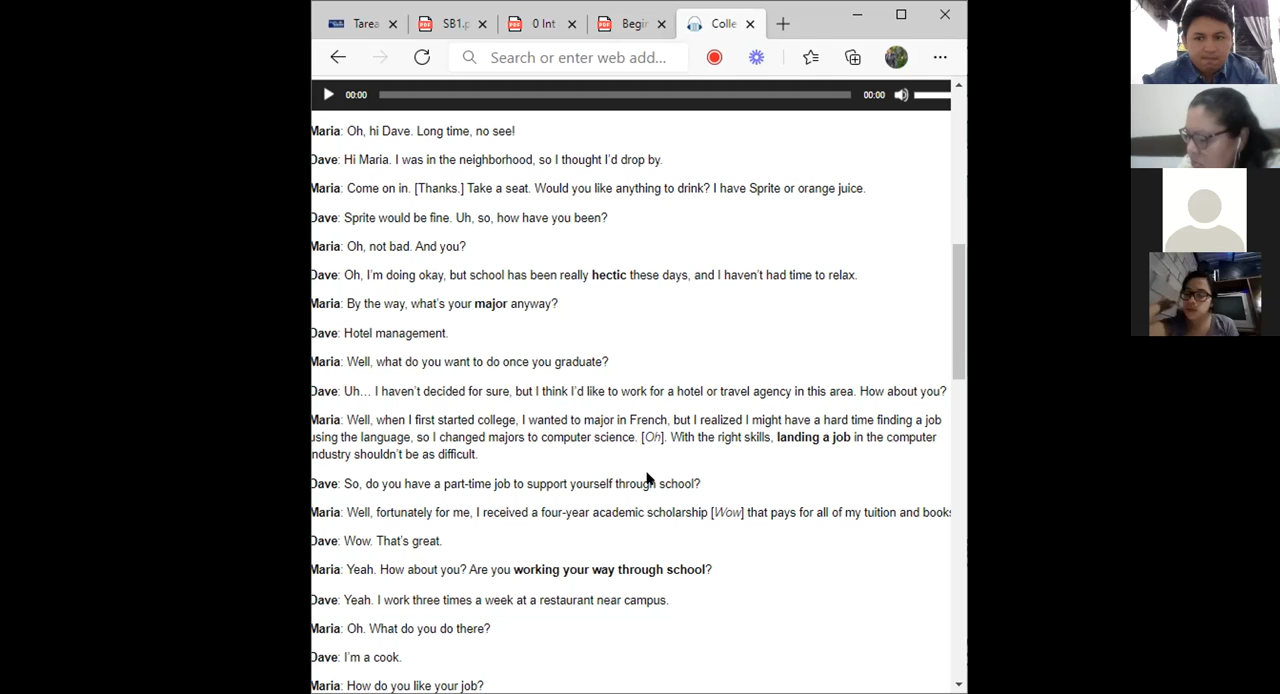 Tarea
SB1.p
0 Int
Begir
Colle
Search or enter web add...
00:00
00:00
Maria: Oh, hi Dave. Long time, no see!
Dave: Hi Maria. I was in the neighborhood, so I thought I'd drop by.
Maria: Come on in. [Thanks.] Take a seat. Would you like anything to drink? I have Sprite or orange juice.
Dave: Sprite would be fine. Uh, so, how have you been?
Maria: Oh, not bad. And you?
Dave: Oh, I'm doing okay, but school has been really hectic these days, and I haven't had time to relax.
Maria: By the way, what's your major anyway?
Dave: Hotel management.
Maria: Well, what do you want to do once you graduate?
Dave: Uh… I haven't decided for sure, but I think I'd like to work for a hotel or travel agency in this area. How about you?
Maria: Well, when I first started college, I wanted to major in French, but I realized I might have a hard time finding a job
using the language, so I changed majors to computer science. [Oh]. With the right skills, landing a job in the computer
industry shouldn't be as difficult.
Dave: So, do you have a part-time job to support yourself through school?
Maria: Well, fortunately for me, I received a four-year academic scholarship [Wow] that pays for all of my tuition and books
Dave: Wow. That's great.
Maria: Yeah. How about you? Are you working your way through school?
Dave: Yeah. I work three times a week at a restaurant near campus.
Maria: Oh. What do you do there?
Dave: I'm a cook.
Maria: How do you like your job?